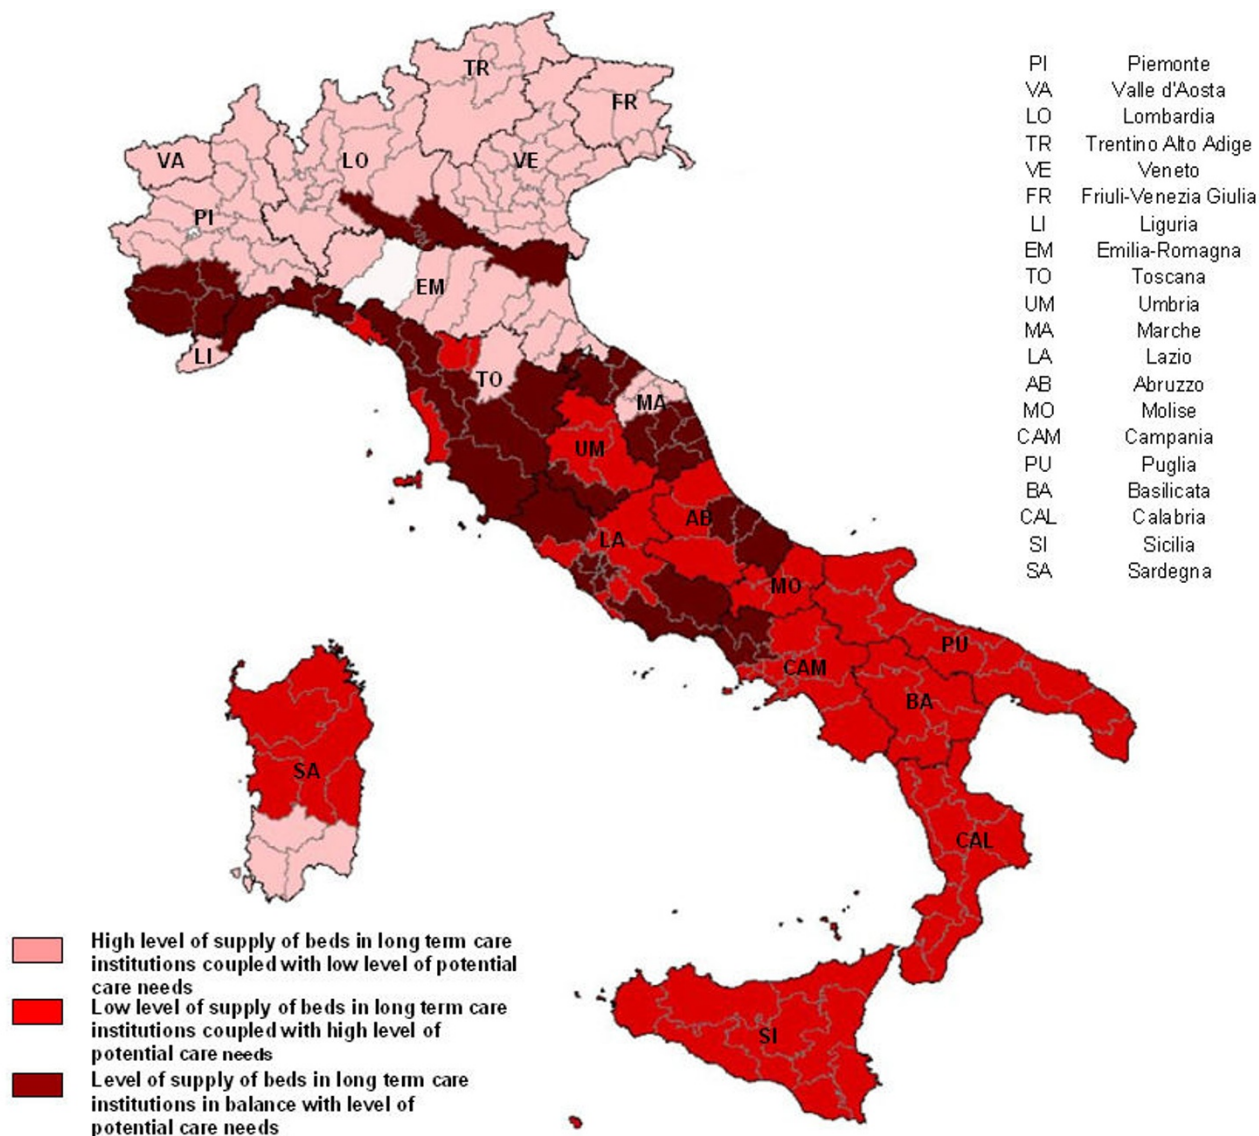 TR
FR
VA
LO
VE
PI
EM
LI
TO
MA
UM
AB
LA
MO
PU
CAM
BA
SA
CAL
SI
PI Piemonte
VA Valle d'Aosta
LO Lombardia
TR Trentino Alto Adige
VE Veneto
FR Friuli-Venezia Giulia
LI Liguria
EM Emilia-Romagna
TO Toscana
UM Umbria
MA Marche
LA Lazio
AB Abruzzo
MO Molise
CAM Campania
PU Puglia
BA Basilicata
CAL Calabria
SI Sicilia
SA Sardegna
High level of supply of beds in long term care
institutions coupled with low level of potential
care needs
Low level of supply of beds in long term care
institutions coupled with high level of
potential care needs
Level of supply of beds in long term care
institutions in balance with level of
potential care needs